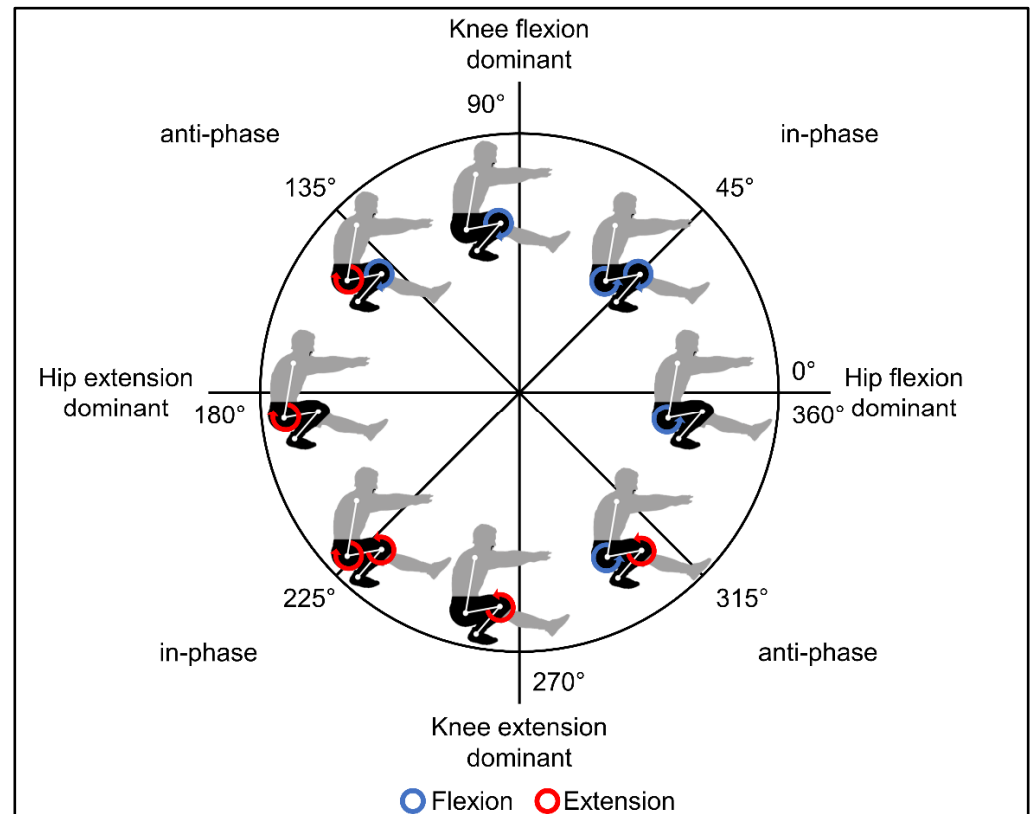 Knee flexion
dominant
90°
anti-phase
in-phase
135°
45°
Hip extension
dominant
180°
0°
360°
Hip flexion
dominant
225°
315°
in-phase
anti-phase
270°
Knee extension
dominant
Flexion
Extension